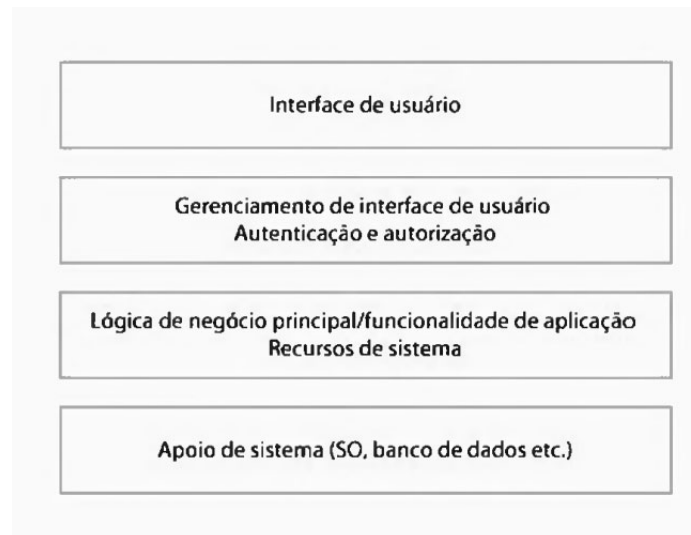 Interface de usuário
Gerenciamento de interface de usuário
Autenticação e autorização
Lógica de negócio principal/funcionalidade de aplicação
Recursos de sistema
Apoio de sistema (SO, banco de dados etc.)